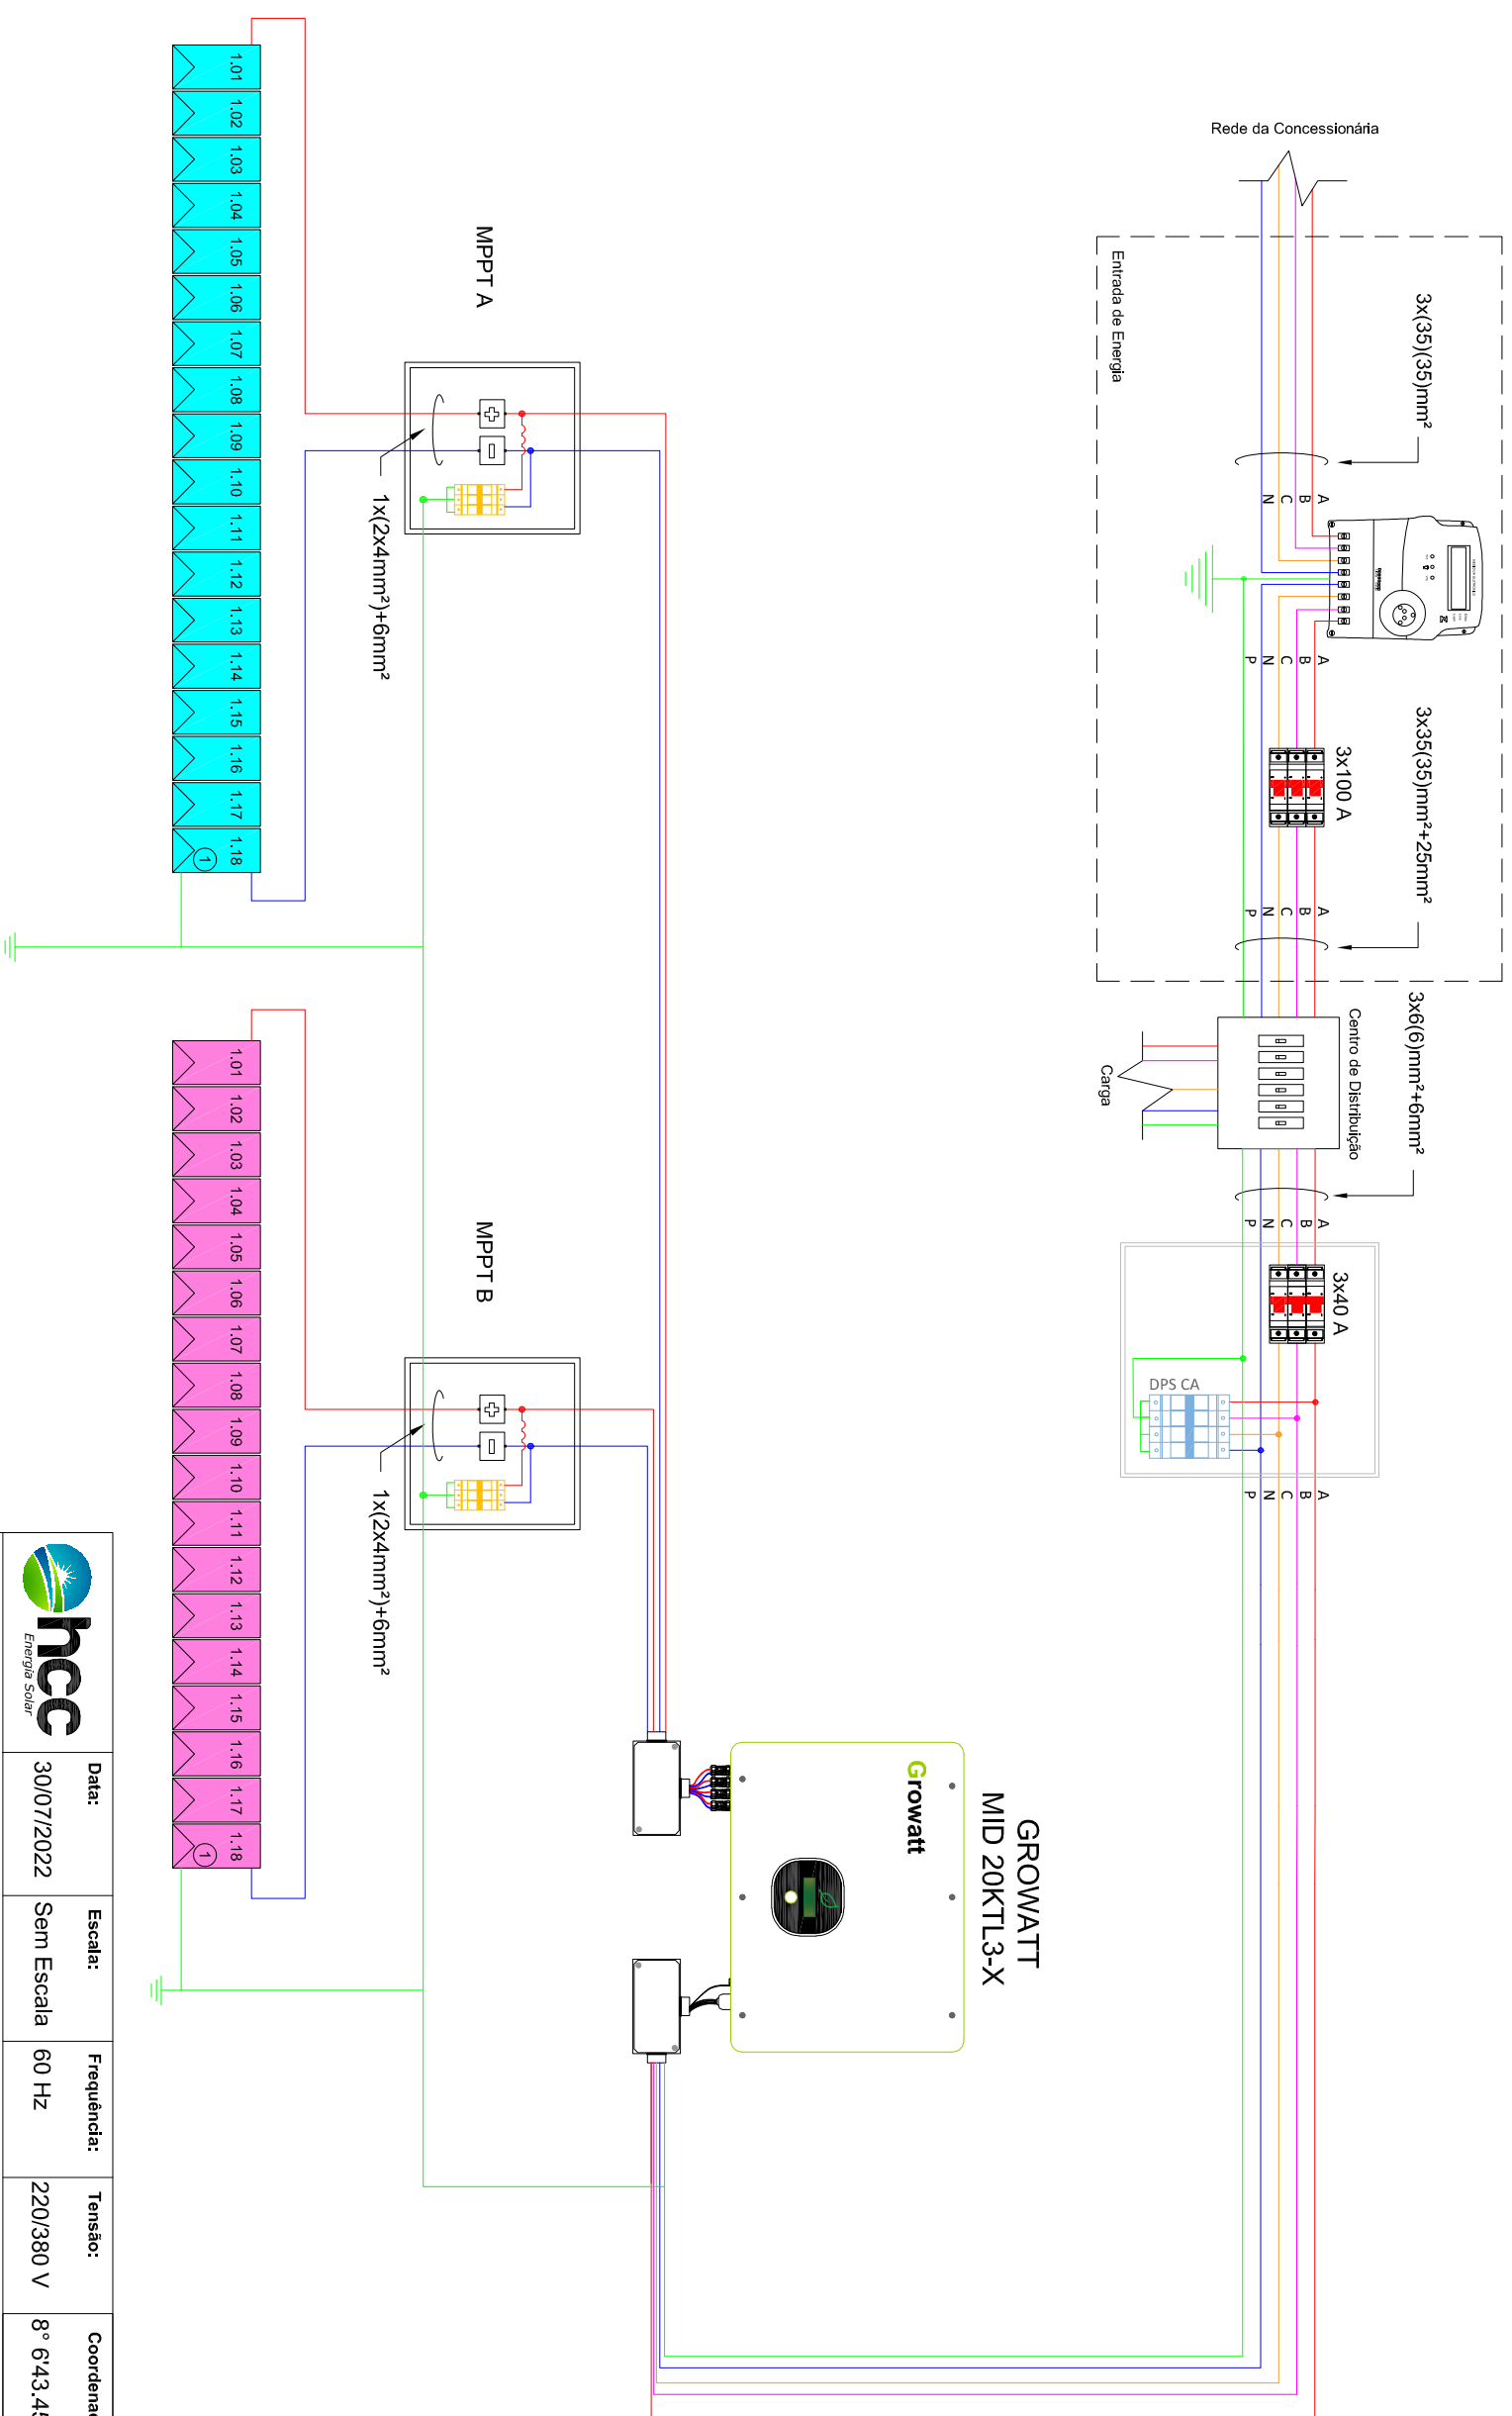 Rede da Concessionária
Entrada de Energia
3x(35)(35)mm²
A
B
C
N
A
B
C
N
P
3x100 A
3x35(35)mm²+25mm²
A
B
C
N
P
Centro de Distribuição
Carga
3x6(6)mm²+6mm²
A
B
C
N
P
3x40 A
DPS CA
A
B
C
N
P
GROWATT
MID 20KTL3-X
Growatt
MPPT A
1x(2x4mm²)+6mm²
MPPT B
1x(2x4mm²)+6mm²
1.01
1.02
1.03
1.04
1.05
1.06
1.07
1.08
1.09
1.10
1.11
1.12
1.13
1.14
1.15
1.16
1.17
1.18
1
1.01
1.02
1.03
1.04
1.05
1.06
1.07
1.08
1.09
1.10
1.11
1.12
1.13
1.14
1.15
1.16
1.17
1.18
1
hcc
Energia Solar
Data:
30/07/2022
Escala:
Sem Escala
Frequência:
60 Hz
Tensão:
220/380 V
8° 6'43.45